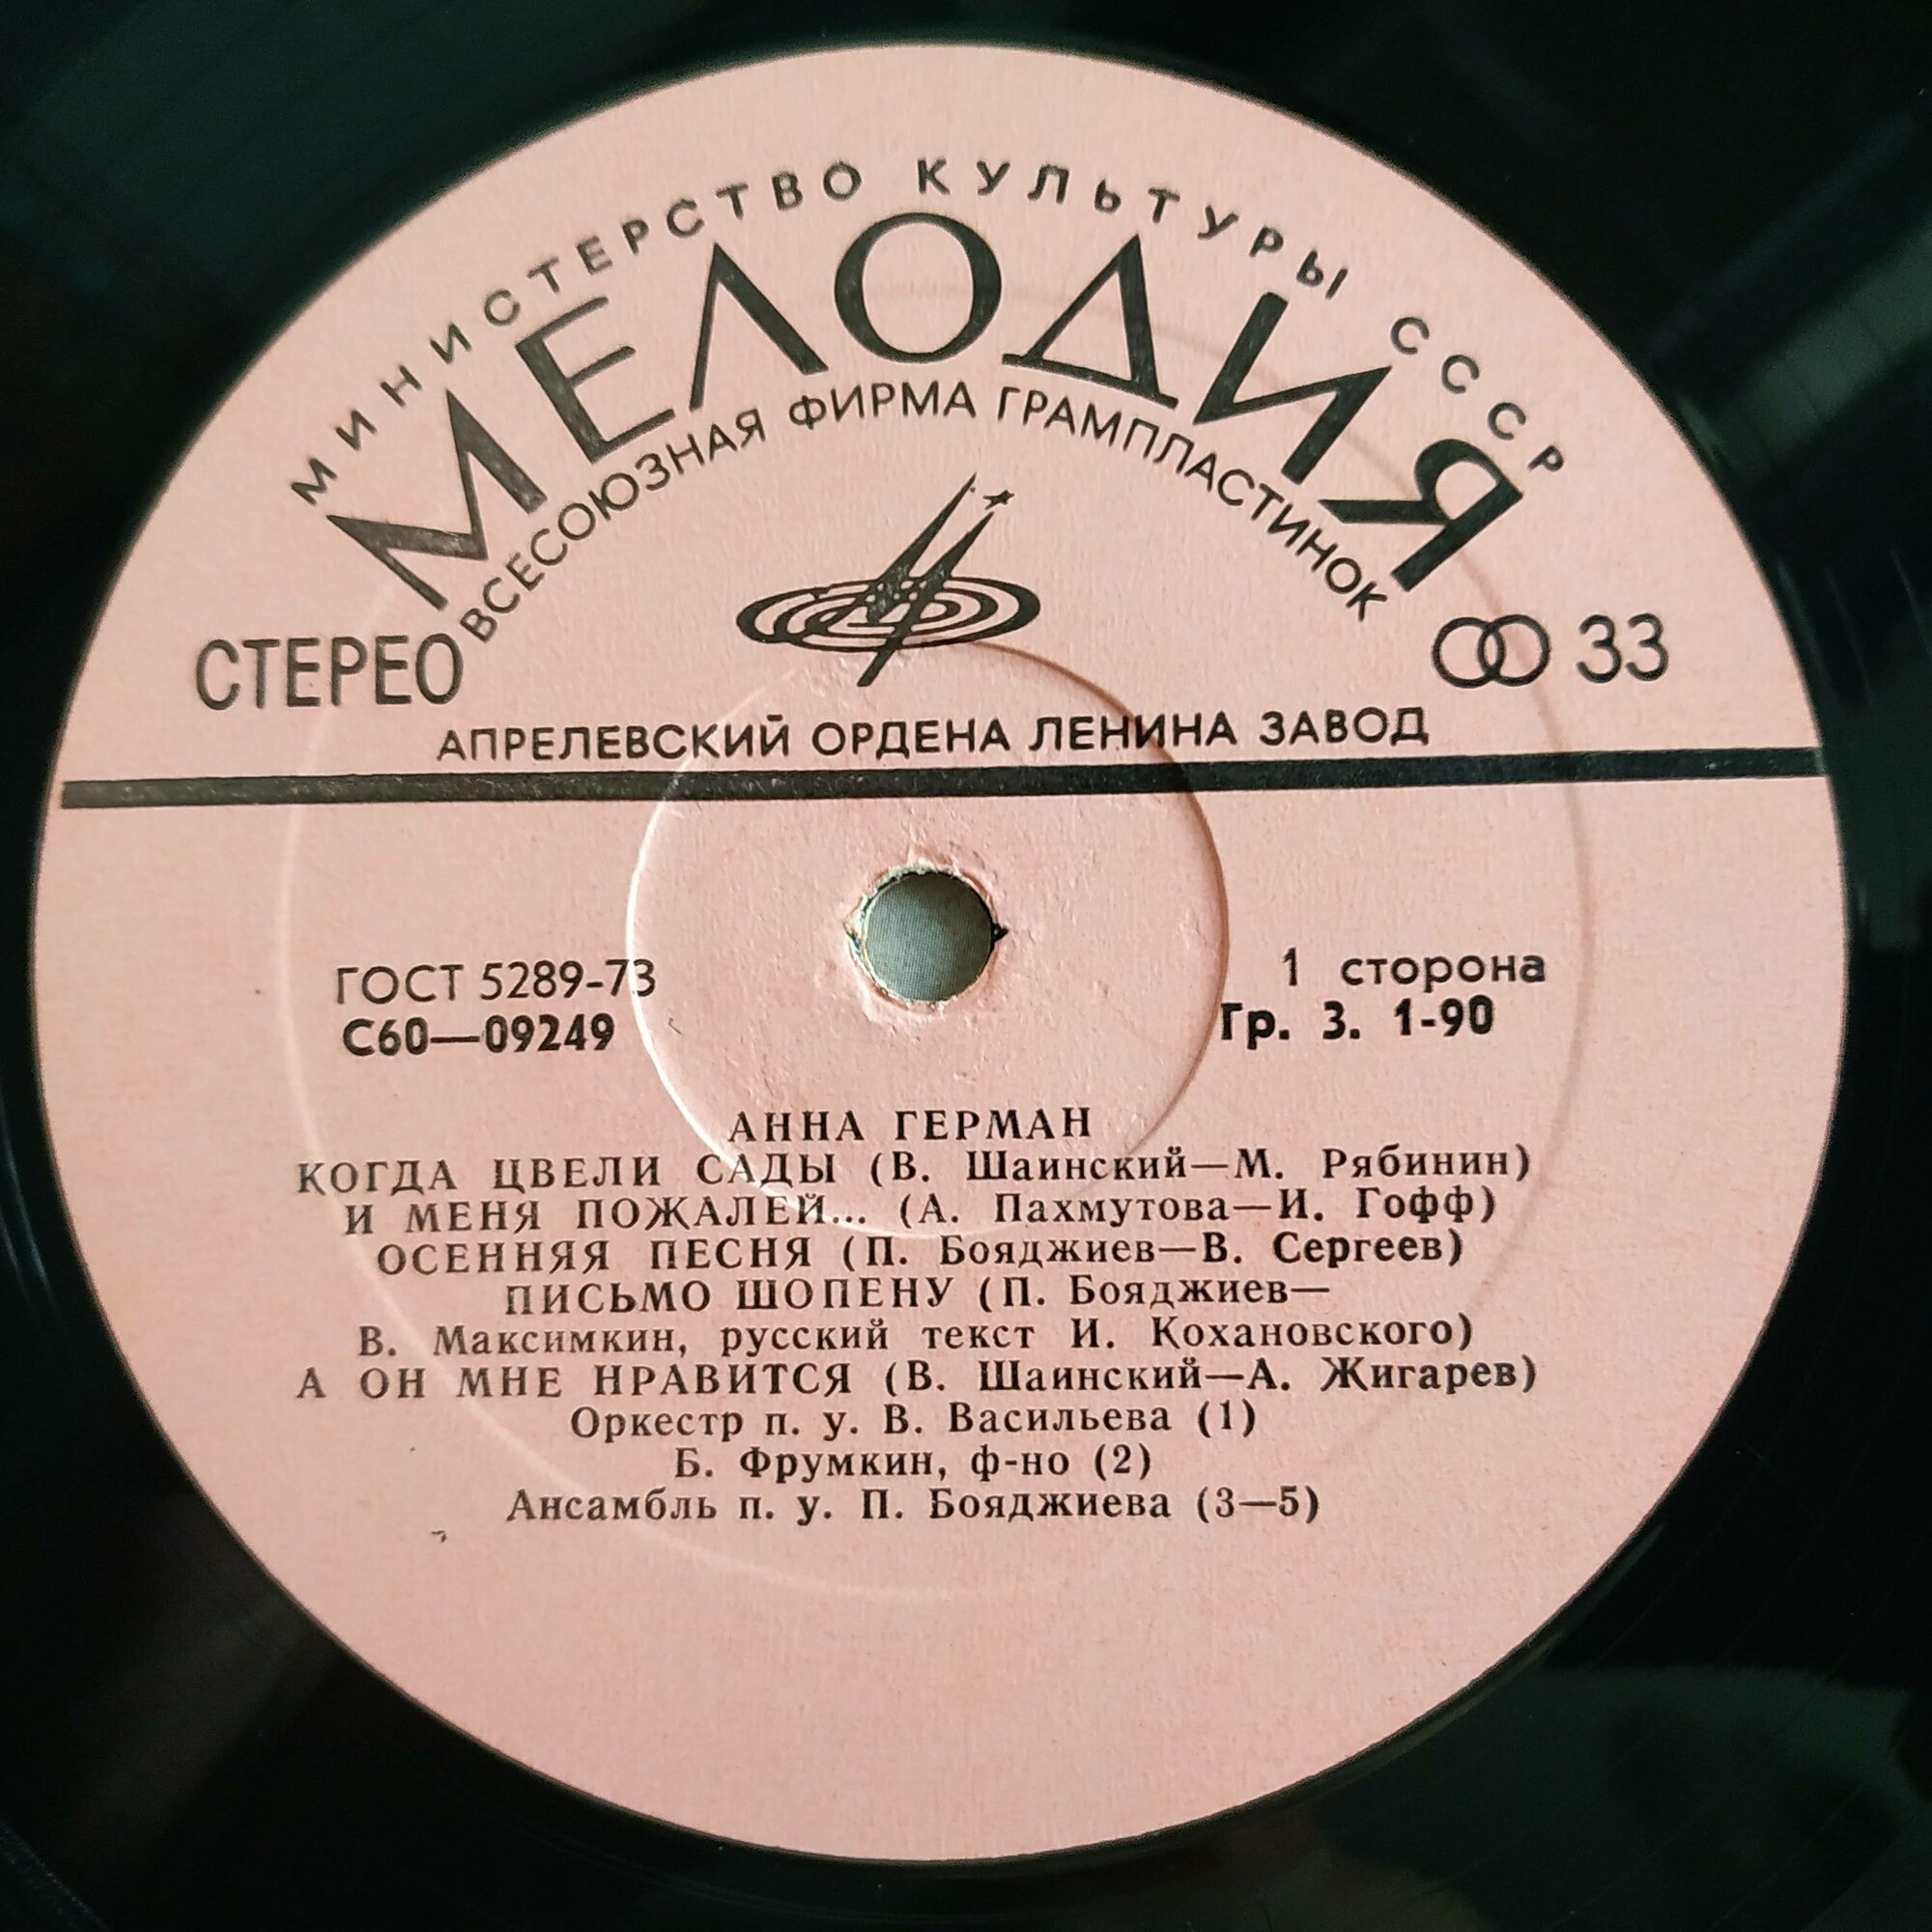 МИНИСТЕРСТВО КУЛЬТУРЫ СССР
МЕЛОДИЯ
ВСЕСОЮЗНАЯ ФИРМА ГРАМПЛАСТИНОК
СТЕРЕО
33
АПРЕЛЕВСКИЙ ОРДЕНА ЛЕНИНА ЗАВОД
ГОСТ 5289-73
С60—09249
1 сторона
Гр. 3. 1-90
АННА ГЕРМАН
КОГДА ЦВЕЛИ САДЫ (В. Шаинский—М. Рябинин)
И МЕНЯ ПОЖАЛЕЙ... (А. Пахмутова—И. Гофф)
ОСЕННЯЯ ПЕСНЯ (П. Бояджиев—В. Сергеев)
ПИСЬМО ШОПЕНУ (П. Бояджиев—
В. Максимкин, русский текст И. Кохановского)
А ОН МНЕ НРАВИТСЯ (В. Шаинский—А. Жигарев)
Оркестр п. у. В. Васильева (1)
Б. Фрумкин, ф-но (2)
Ансамбль п. у. П. Бояджиева (3—5)